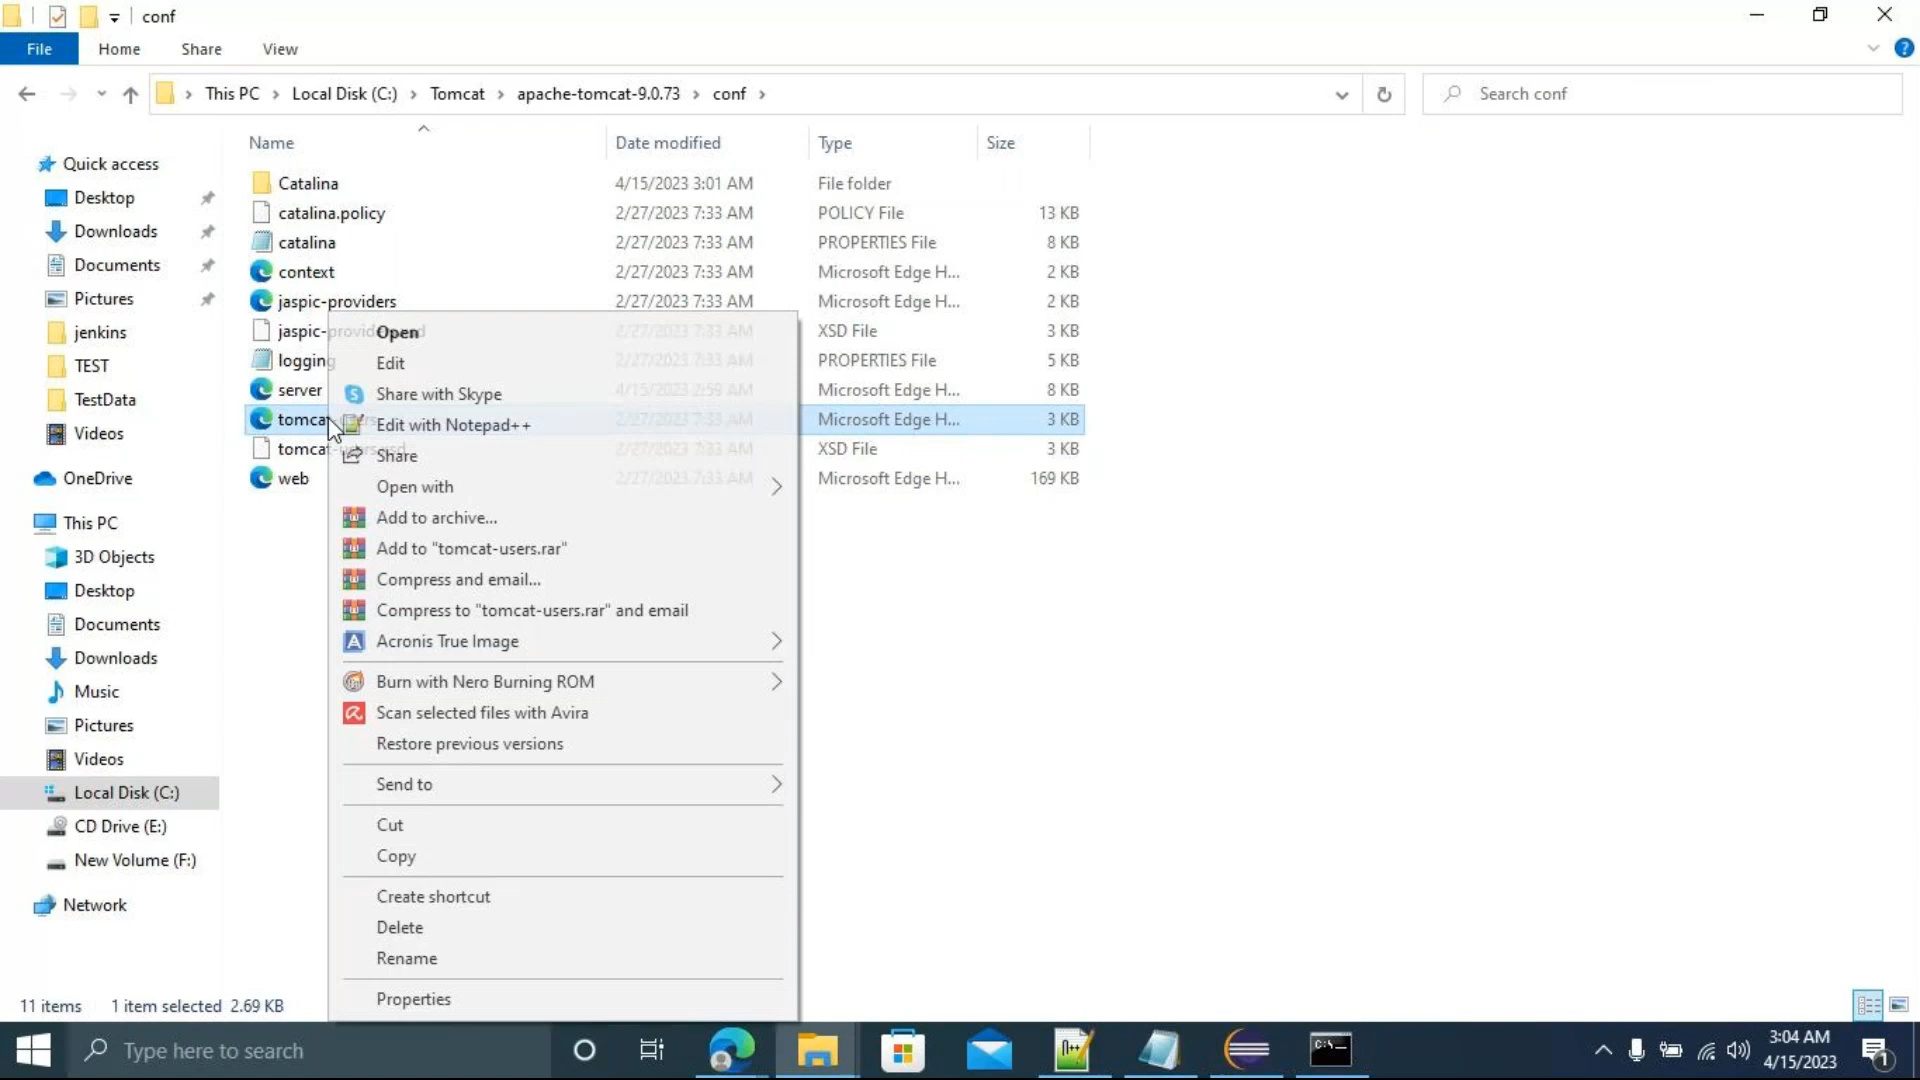 conf
File Home Share View
This PC Local Disk (C:) Tomcat apache-tomcat-9.0.73 conf
Search conf
Name Date modified Type Size
Quick access
Desktop
Downloads
Documents
Pictures
jenkins
TEST
TestData
Videos
OneDrive
This PC
3D Objects
Desktop
Documents
Downloads
Music
Pictures
Videos
Local Disk (C:)
CD Drive (E:)
New Volume (F:)
Network
Catalina 4/15/2023 3:01 AM File folder
catalina.policy 2/27/2023 7:33 AM POLICY File 13 KB
catalina 2/27/2023 7:33 AM PROPERTIES File 8 KB
context 2/27/2023 7:33 AM Microsoft Edge H... 2 KB
jaspic-providers 2/27/2023 7:33 AM Microsoft Edge H... 2 KB
jaspic-providers.xsd 2/27/2023 7:33 AM XSD File 3 KB
logging 2/27/2023 7:33 AM PROPERTIES File 5 KB
server 4/15/2023 2:59 AM Microsoft Edge H... 8 KB
tomcat-users 2/27/2023 7:33 AM Microsoft Edge H... 3 KB
tomcat-users.xsd 2/27/2023 7:33 AM XSD File 3 KB
web 2/27/2023 7:33 AM Microsoft Edge H... 169 KB
Open
Edit
Share with Skype
Edit with Notepad++
Share
Open with
Add to archive...
Add to "tomcat-users.rar"
Compress and email...
Compress to "tomcat-users.rar" and email
Acronis True Image
Burn with Nero Burning ROM
Scan selected files with Avira
Restore previous versions
Send to
Cut
Copy
Create shortcut
Delete
Rename
Properties
11 items 1 item selected 2.69 KB
Type here to search
3:04 AM
4/15/2023
1